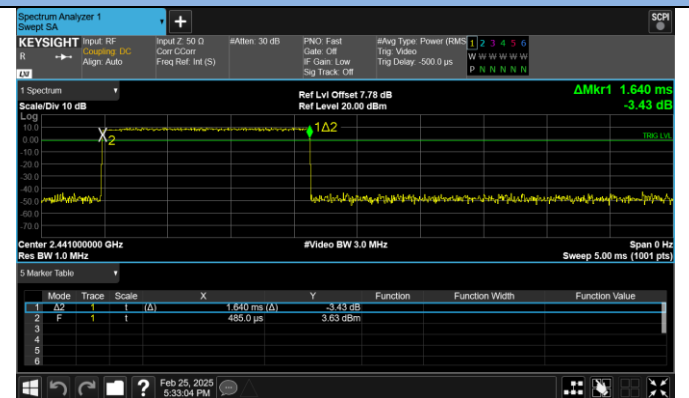 Spectrum Analyzer 1
Swept SA
+
SCPI
KEYSIGHT
R
LXI
Input: RF
Coupling: DC
Align: Auto
Input Z: 50 Ω
Corr CCorr
Freq Ref: Int (S)
#Atten: 30 dB
PNO: Fast
Gate: Off
IF Gain: Low
Sig Track: Off
#Avg Type: Power (RMS
Trig: Video
Trig Delay: -500.0 µs
1 2 3 4 5 6
W W W W W W
P N N N N N
1 Spectrum
Scale/Div 10 dB
Ref Lvl Offset 7.78 dB
Ref Level 20.00 dBm
ΔMkr1 1.640 ms
-3.43 dB
Log
10.0
0.00
-10.0
-20.0
-30.0
-40.0
-50.0
-60.0
-70.0
X2
1Δ2
TRIG LVL
Center 2.441000000 GHz
Res BW 1.0 MHz
#Video BW 3.0 MHz
Span 0 Hz
Sweep 5.00 ms (1001 pts)
5 Marker Table
Mode Trace Scale X Y Function Function Width Function Value
1 Δ2 1 t (Δ) 1.640 ms (Δ) -3.43 dB
2 F 1 t 485.0 µs 3.63 dBm
3
4
5
6
?
Feb 25, 2025
5:33:04 PM